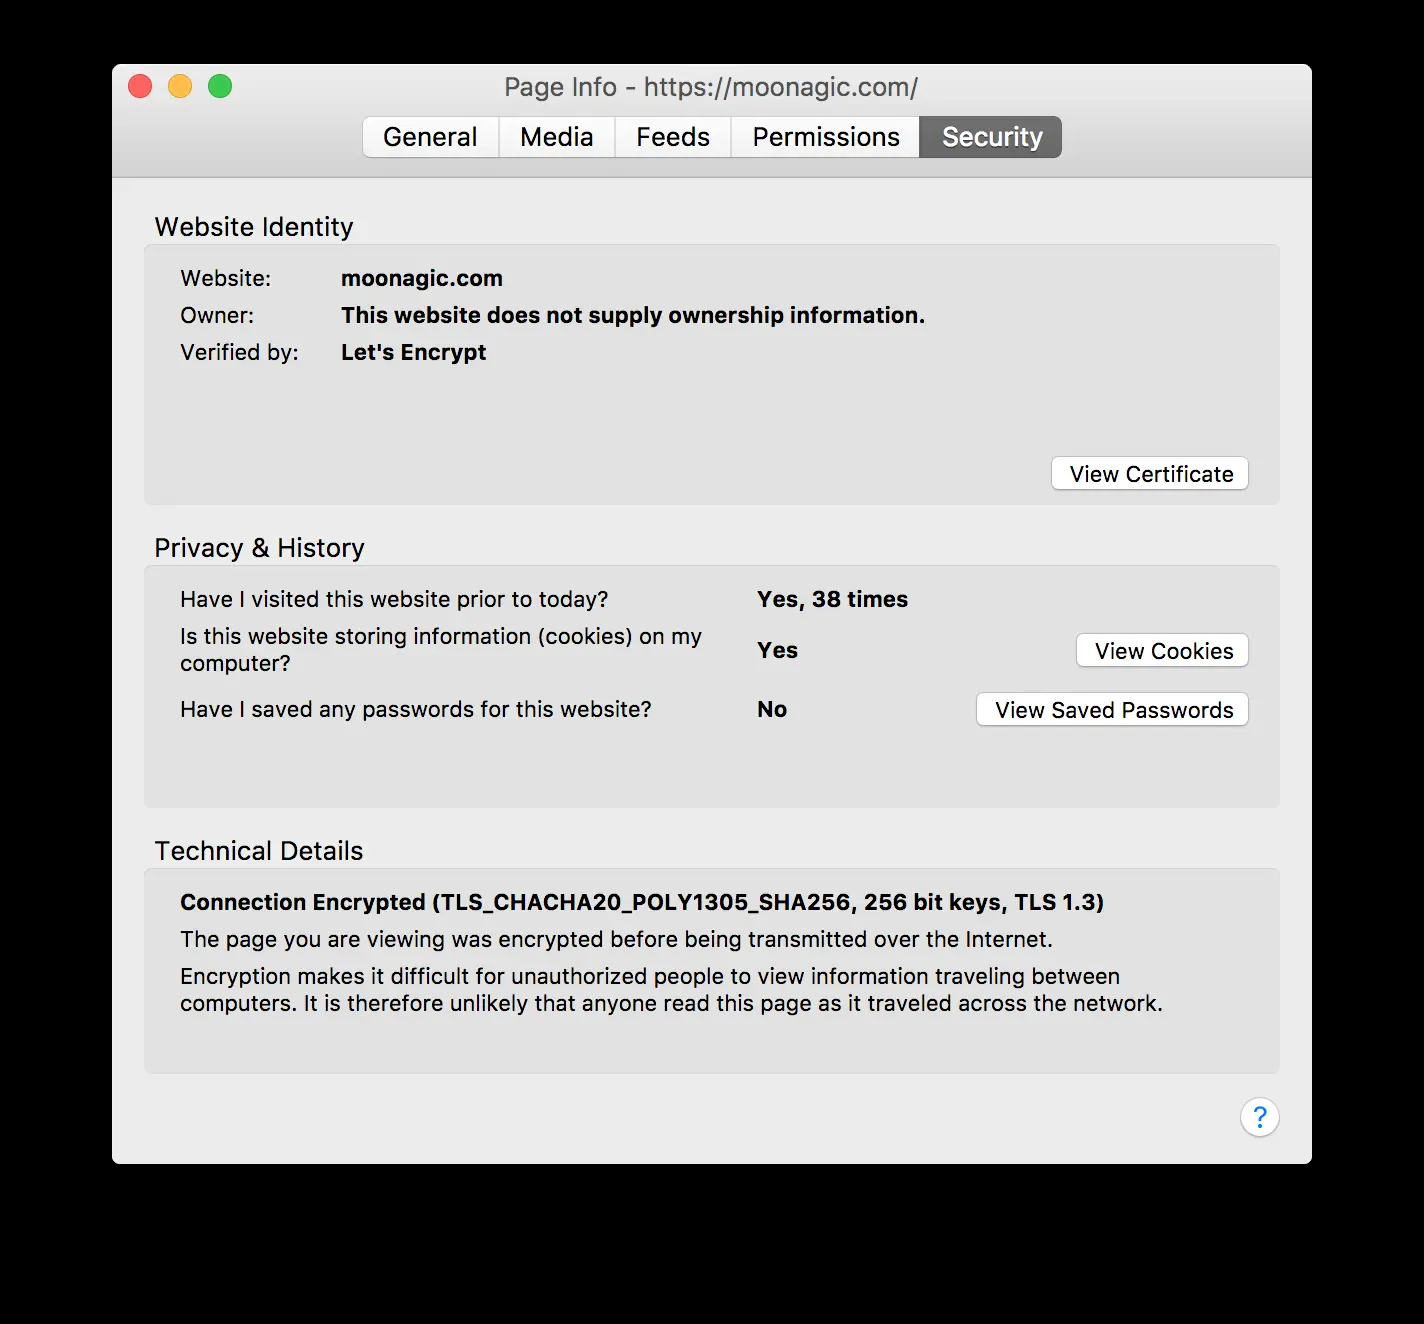 Page Info - https://moonagic.com/
General Media Feeds Permissions Security
Website Identity
Website: moonagic.com
Owner: This website does not supply ownership information.
Verified by: Let's Encrypt
View Certificate
Privacy & History
Have I visited this website prior to today? Yes, 38 times
Is this website storing information (cookies) on my
computer?
Yes
View Cookies
Have I saved any passwords for this website? No View Saved Passwords
Technical Details
Connection Encrypted (TLS_CHACHA20_POLY1305_SHA256, 256 bit keys, TLS 1.3)
The page you are viewing was encrypted before being transmitted over the Internet.
Encryption makes it difficult for unauthorized people to view information traveling between
computers. It is therefore unlikely that anyone read this page as it traveled across the network.
?